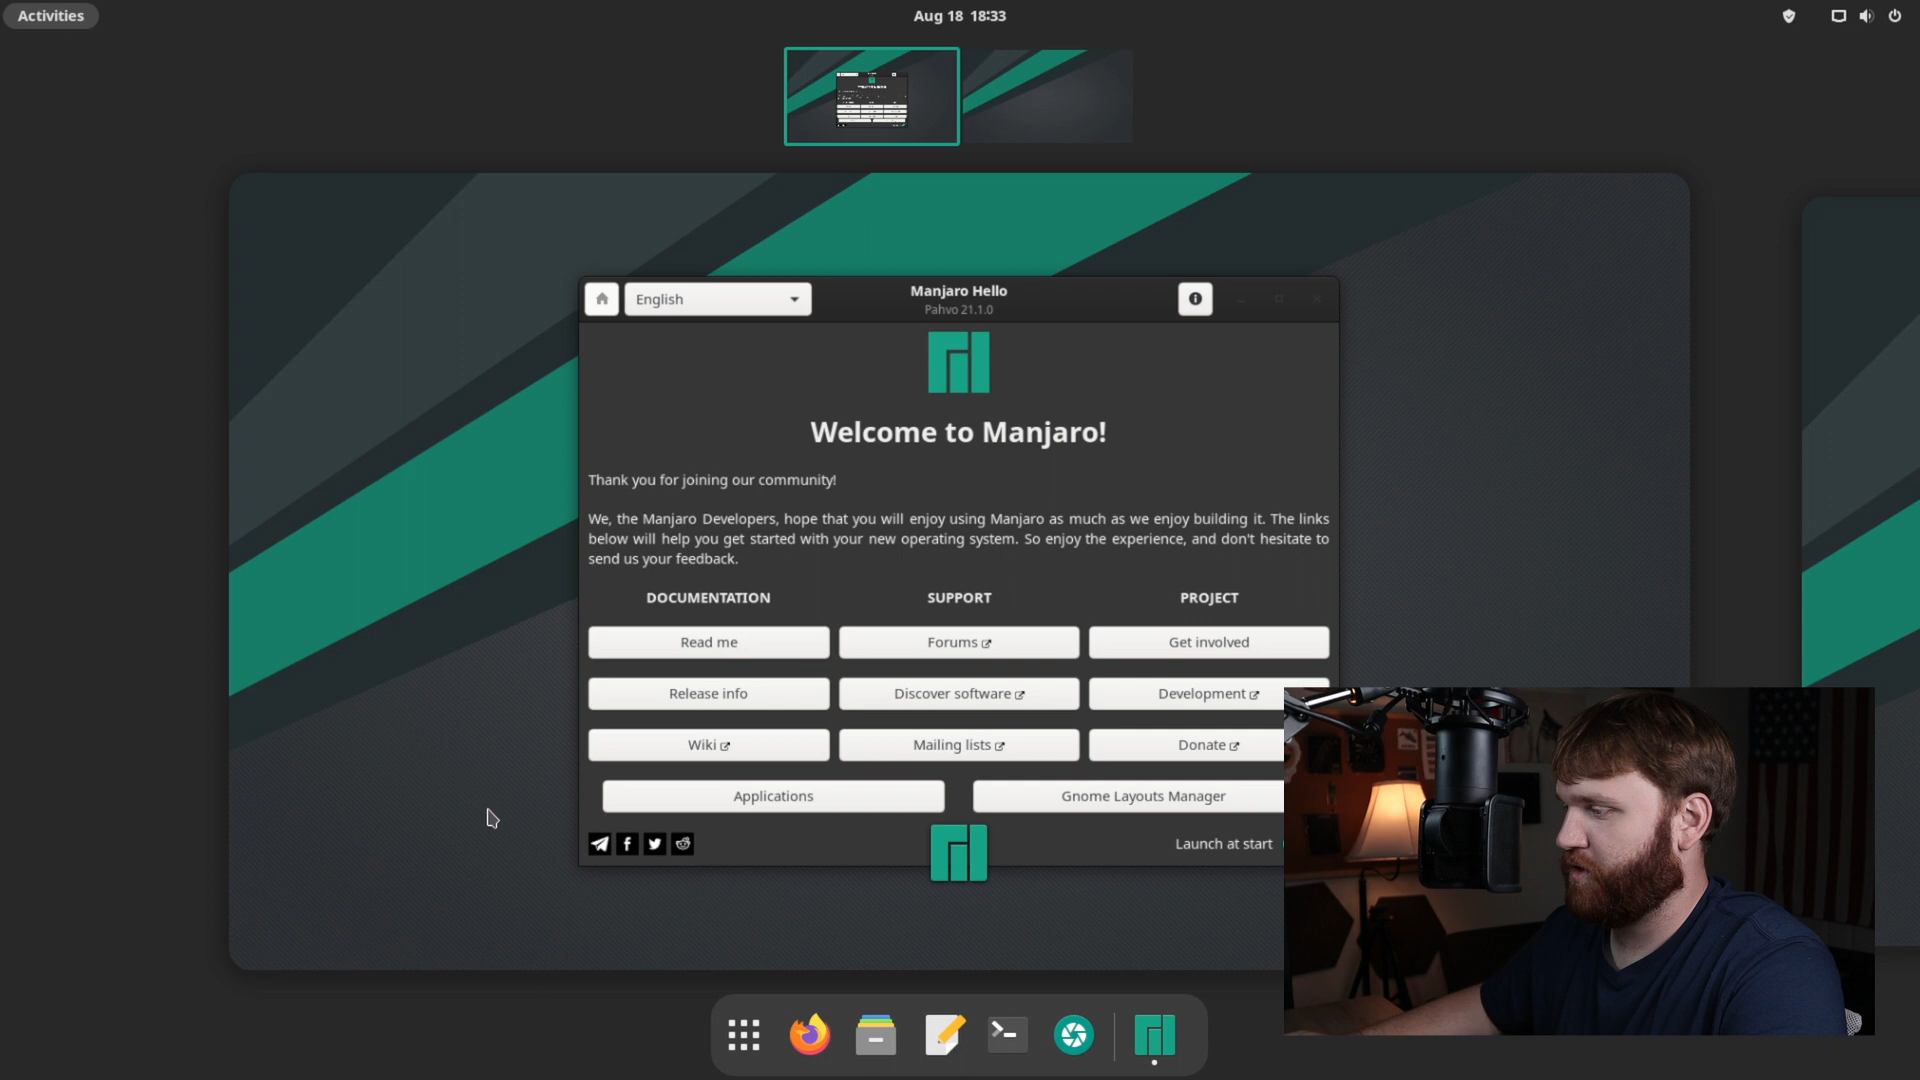 Activities
Aug 18 18:33
English
Manjaro Hello
Pahvo 21.1.0
Welcome to Manjaro!
Thank you for joining our community!
We, the Manjaro Developers, hope that you will enjoy using Manjaro as much as we enjoy building it. The links
below will help you get started with your new operating system. So enjoy the experience, and don't hesitate to
send us your feedback.
DOCUMENTATION
SUPPORT
PROJECT
Read me
Forums
Get involved
Release info
Discover software
Development
Wiki
Mailing lists
Donate
Applications
Gnome Layouts Manager
Launch at start